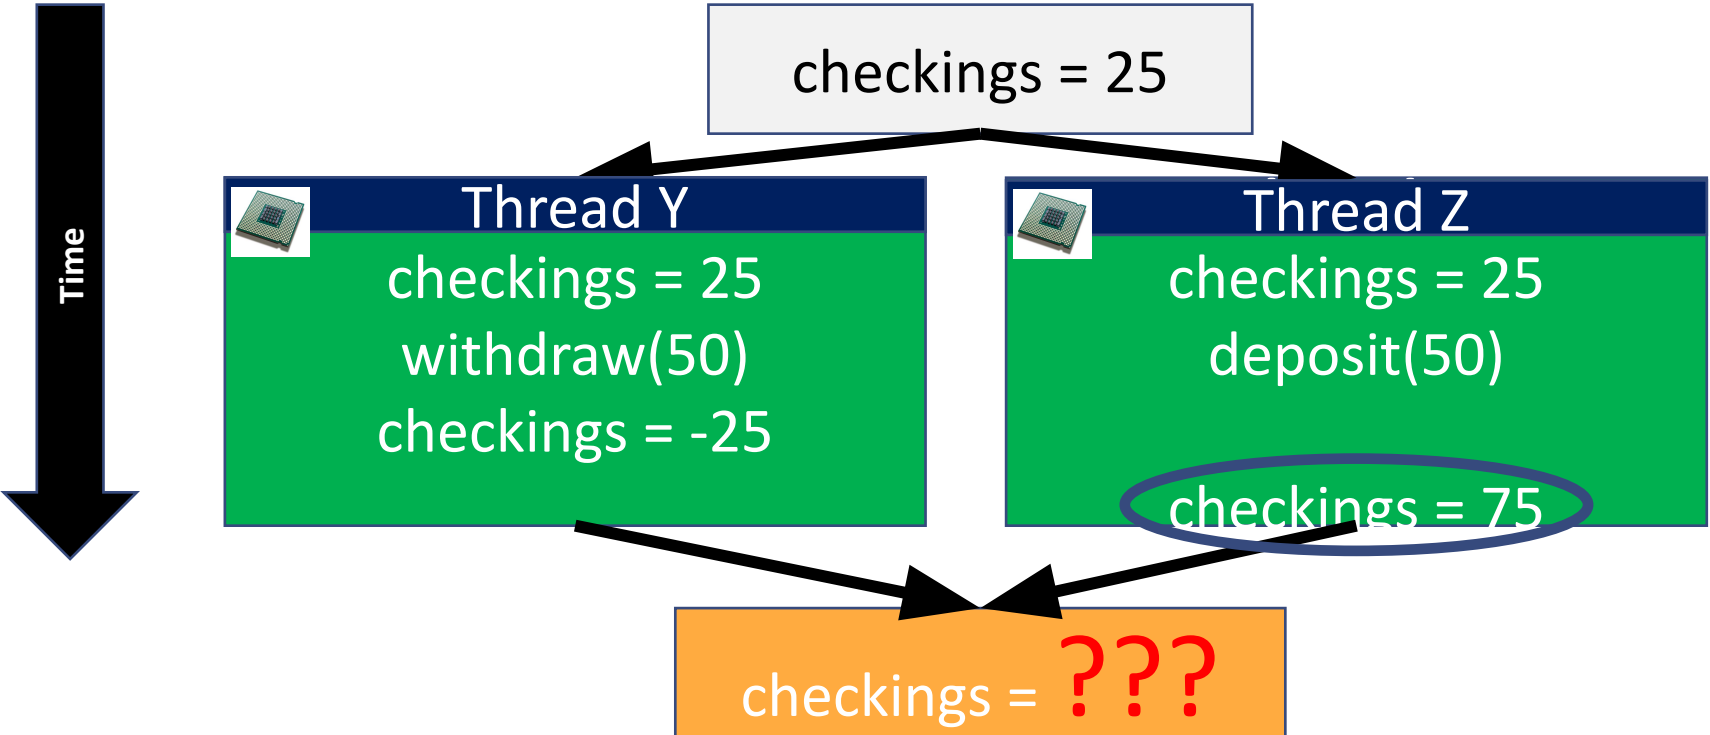 checkings = 25
Time
Thread Y
checkings = 25
withdraw(50)
checkings = -25
Thread Z
checkings = 25
deposit(50)
checkings = 75
checkings = ???